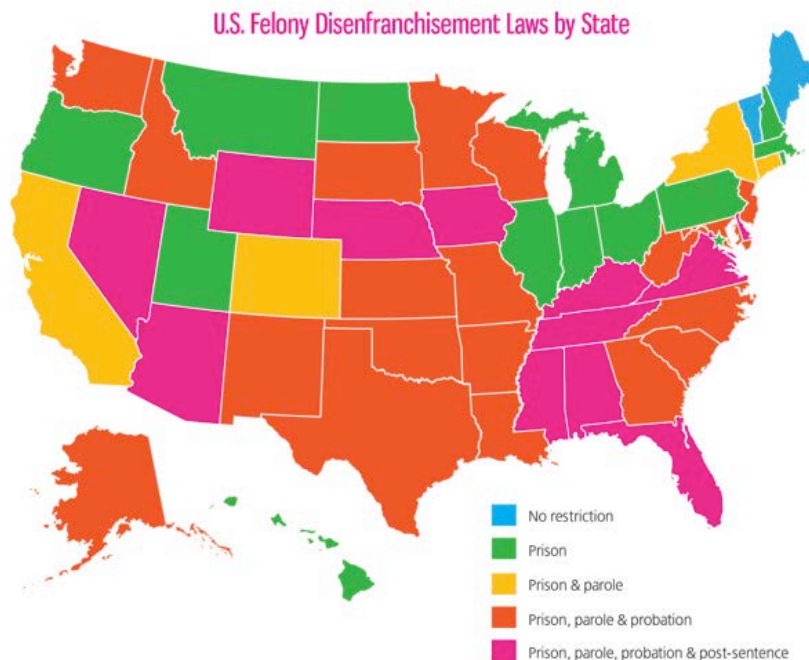 U.S. Felony Disenfranchisement Laws by State
No restriction
Prison
Prison & parole
Prison, parole & probation
Prison, parole, probation & post-sentence